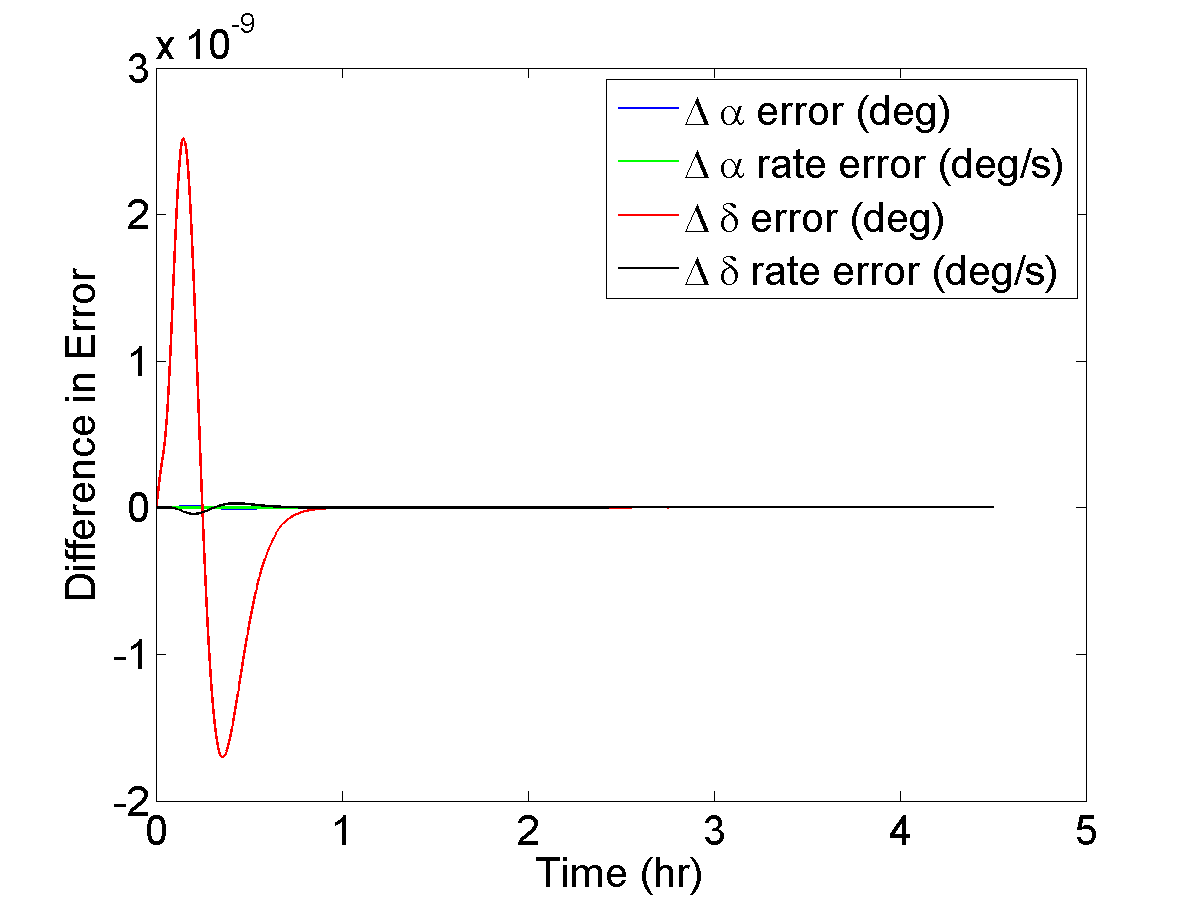 x 10-9
3
2
1
0
-1
-2
0 1 2 3 4 5
Difference in Error
Time (hr)
Δ α error (deg)
Δ α rate error (deg/s)
Δ δ error (deg)
Δ δ rate error (deg/s)